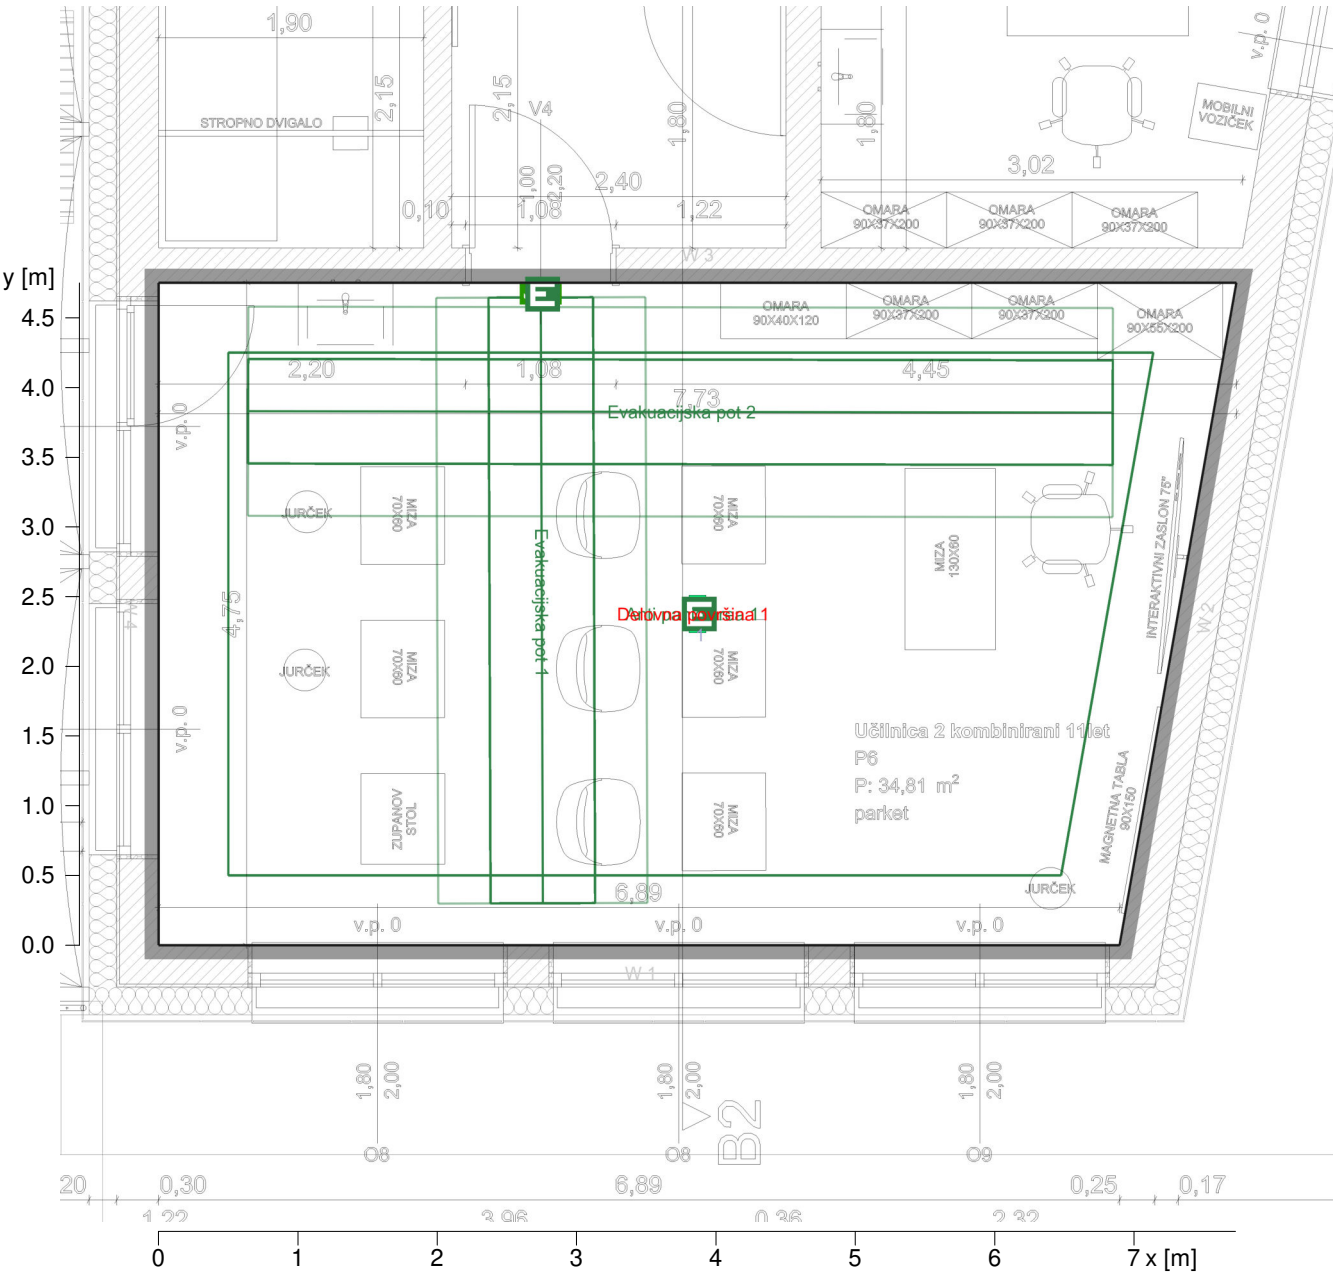 1,90
STROPNO DVIGALO
2,15
2,15
V4
1,80
1,80
v.p. 0
MOBILNI
VOZIČEK
3,02
1,00
2,20
2,40
0,10
1,08
1,22
OMARA
90X37X200
OMARA
90X37X200
OMARA
90X37X200
W 3
y [m]
E
OMARA
90X40X120
OMARA
90X37X200
OMARA
90X37X200
OMARA
90X55X200
4.5
4.0
3.5
3.0
2.5
2.0
1.5
1.0
0.5
0.0
2,20
1,08
4,45
7,73
Evakuacijska pot 2
v.p. 0
JURČEK
MIZA
70X60
MIZA
70X60
MIZA
130X60
INTERAKTIVNI ZASLON 75"
Evakuacijska pot 1
4,75
W 4
W 2
Delovna površina 1
JURČEK
MIZA
70X60
MIZA
70X60
v.p. 0
Učilnica 2 kombinirani 11let
P6
P: 34,81 m²
parket
ZUPANOV
STOL
MIZA
70X60
MAGNETNA TABLA
90X150
JURČEK
6,89
v.p. 0
v.p. 0
v.p. 0
W 1
1,80
2,00
1,80
2,00
1,80
2,00
B2
O8
O8
O9
20
0,30
6,89
0,25
0,17
1,22
3,96
0,36
2,32
0
1
2
3
4
5
6
7 x [m]